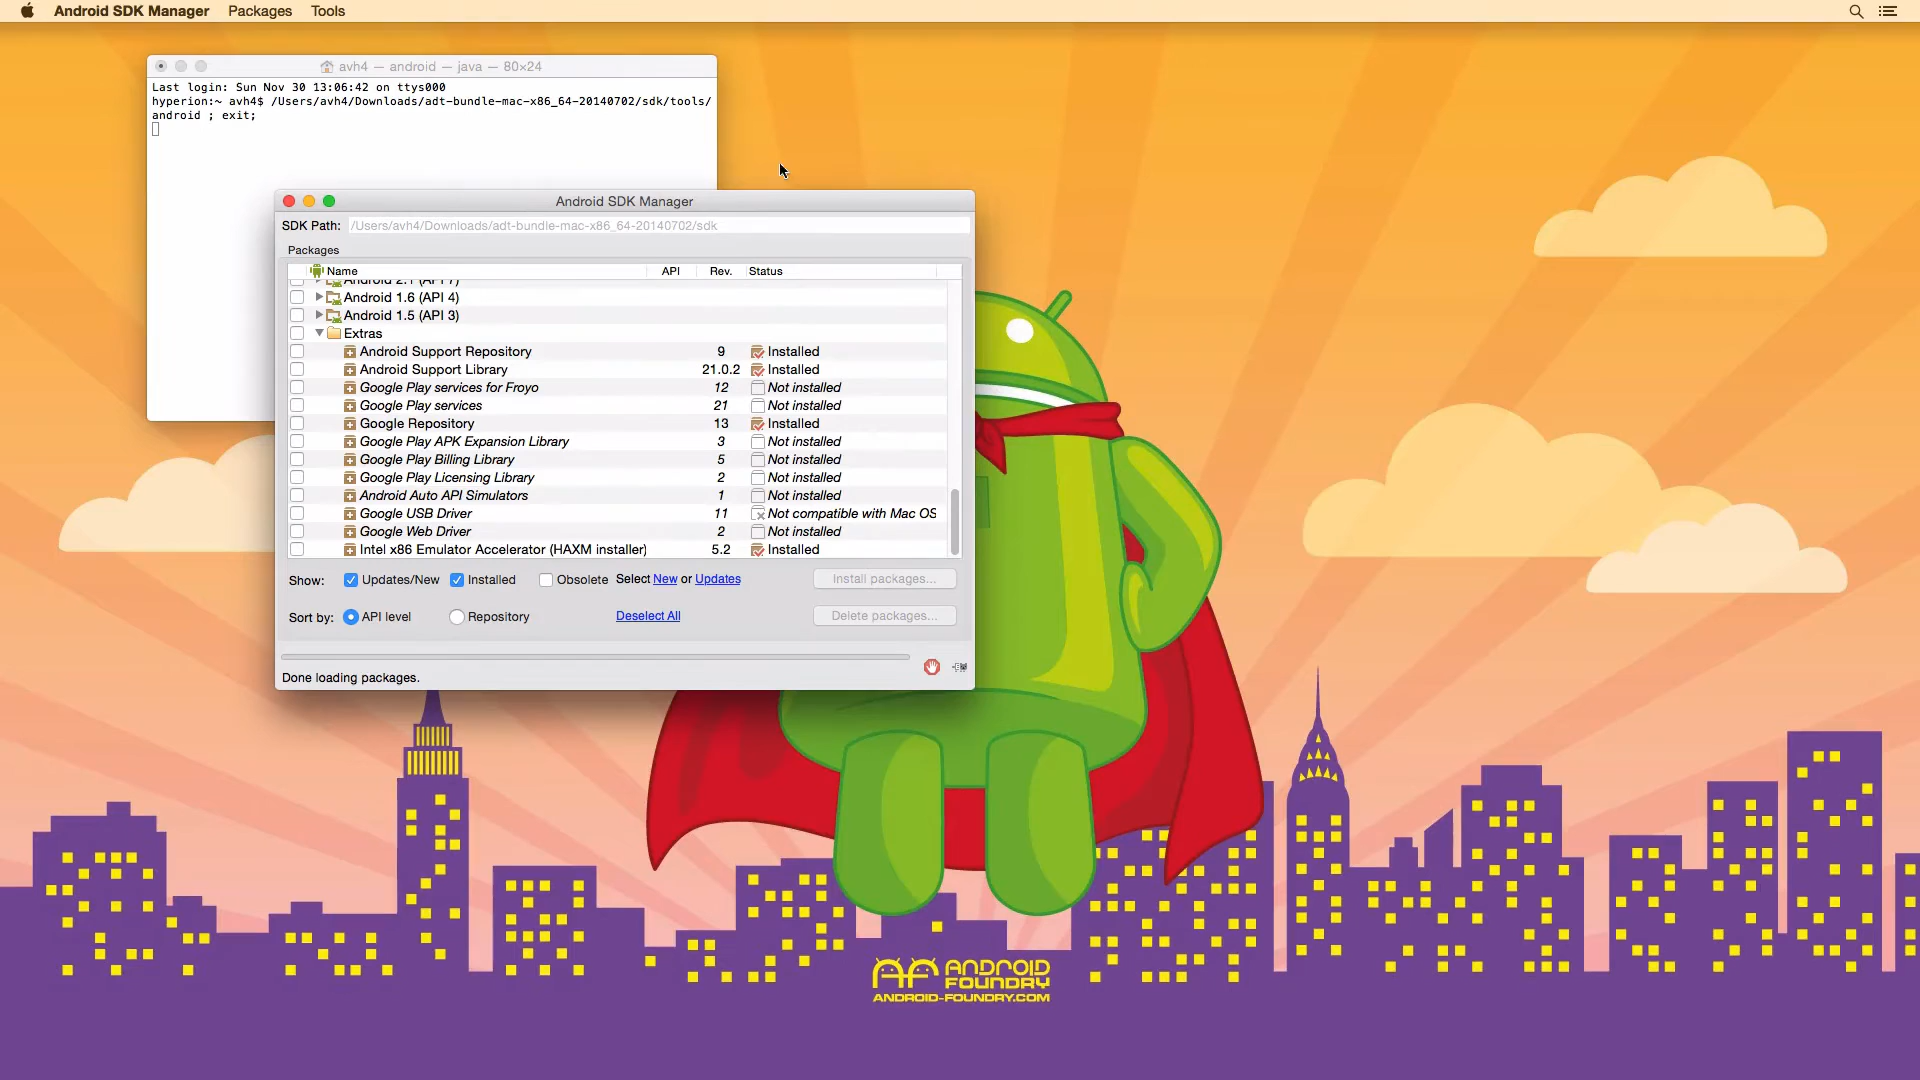 Android SDK Manager Packages Tools
avh4 — android — java — 80×24
Last login: Sun Nov 30 13:06:42 on ttys000
hyperion:~ avh4$ /Users/avh4/Downloads/adt-bundle-mac-x86_64-20140702/sdk/tools/
android ; exit;
Android SDK Manager
SDK Path: /Users/avh4/Downloads/adt-bundle-mac-x86_64-20140702/sdk
Packages
Name API Rev. Status
Android 2.1 (API 7)
Android 1.6 (API 4)
Android 1.5 (API 3)
Extras
Android Support Repository 9 Installed
Android Support Library 21.0.2 Installed
Google Play services for Froyo 12 Not installed
Google Play services 21 Not installed
Google Repository 13 Installed
Google Play APK Expansion Library 3 Not installed
Google Play Billing Library 5 Not installed
Google Play Licensing Library 2 Not installed
Android Auto API Simulators 1 Not installed
Google USB Driver 11 Not compatible with Mac OS
Google Web Driver 2 Not installed
Intel x86 Emulator Accelerator (HAXM installer) 5.2 Installed
Show: Updates/New Installed Obsolete Select New or Updates Install packages...
Sort by: API level Repository Deselect All Delete packages...
Done loading packages.
ANDROID
FOUNDRY
ANDROID-FOUNDRY.COM